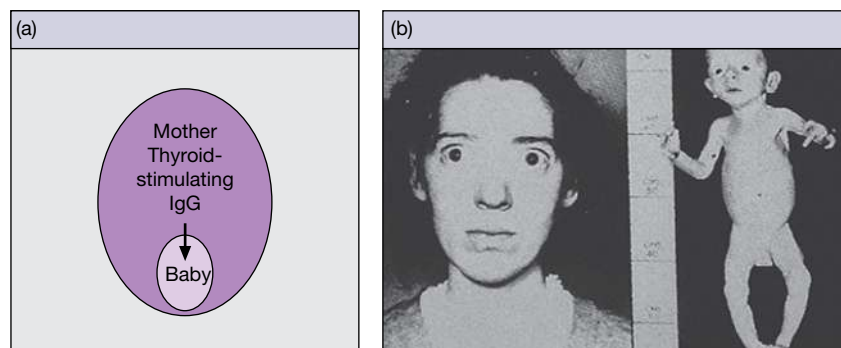 (a)
Mother
Thyroid-
stimulating
IgG
Baby
(b)